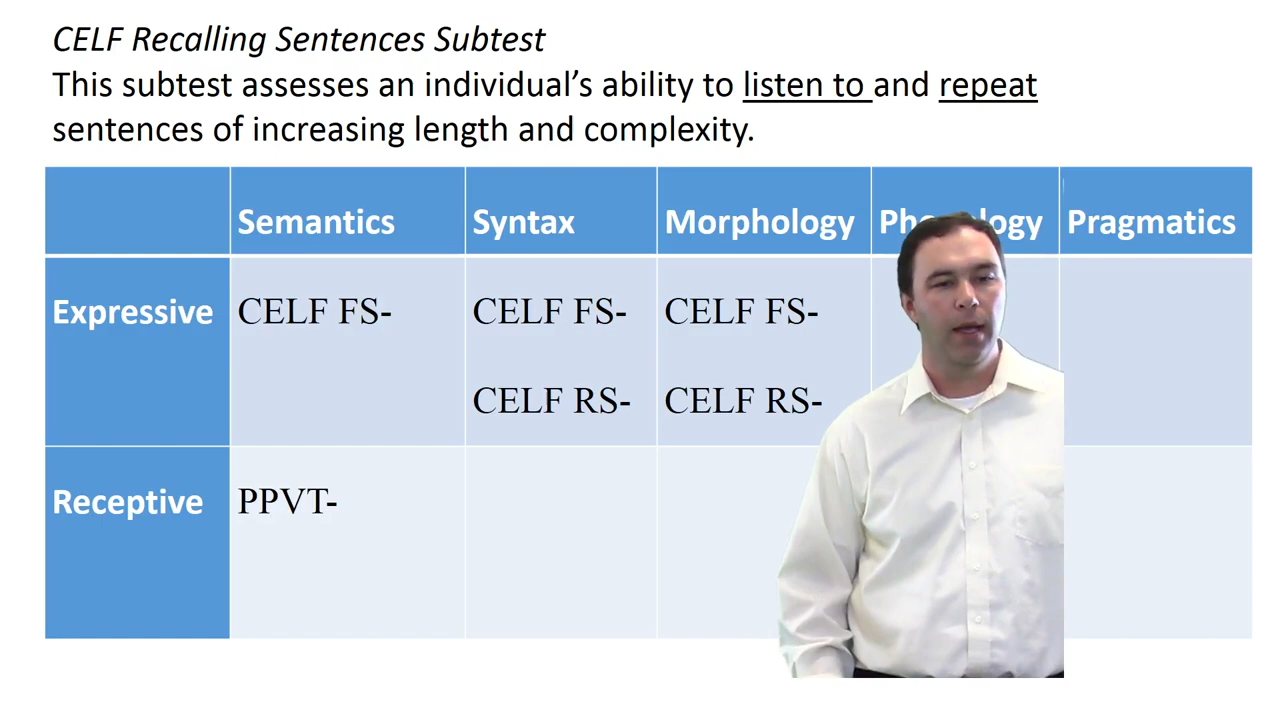 CELF Recalling Sentences Subtest
This subtest assesses an individual's ability to listen to and repeat
sentences of increasing length and complexity.
Semantics Syntax Morphology Pragmatics
Expressive CELF FS- CELF FS- CELF FS-
CELF RS- CELF RS-
Receptive PPVT-